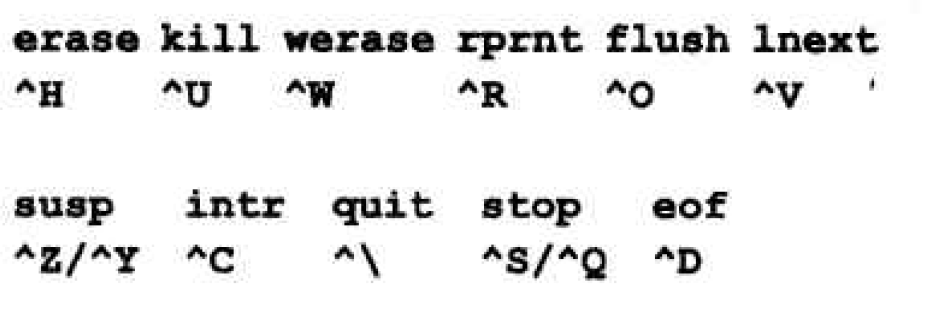 erase kill werase rprnt flush lnext
^H ^U ^W ^R ^O ^V
susp intr quit stop eof
^Z/^Y ^C ^\ ^S/^Q ^D